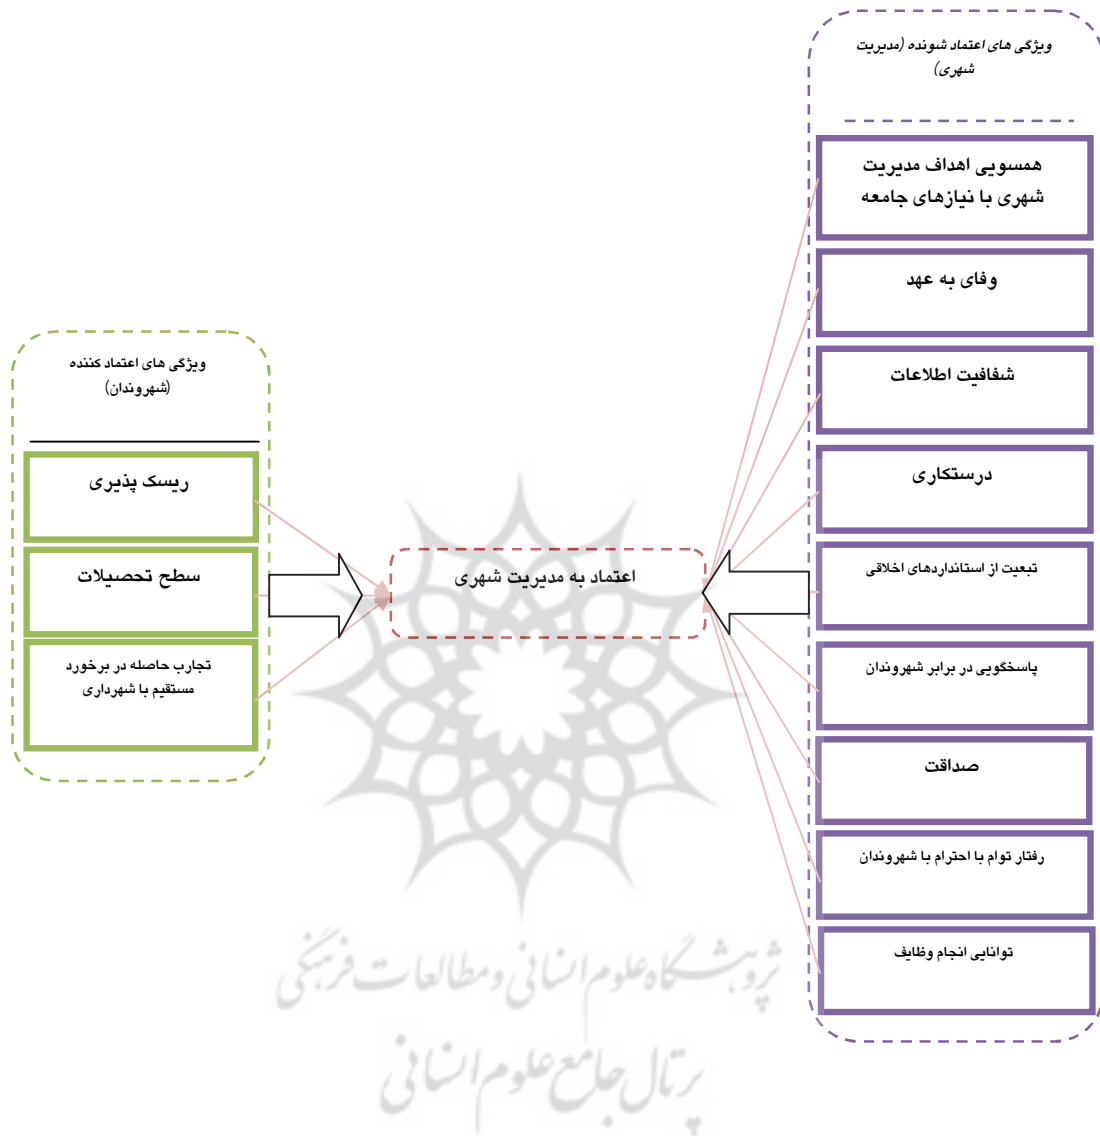 ویژگی های اعتماد شونده (مدیریت
شهری)
همسویی اهداف مدیریت
شهری با نیازهای جامعه
وفای به عهد
شفافیت اطلاعات
درستکاری
تبعیت از استانداردهای اخلاقی
پاسخگویی در برابر شهروندان
صداقت
رفتار توام با احترام با شهروندان
توانایی انجام وظایف
اعتماد به مدیریت شهری
ویژگی های اعتماد کننده
(شهروندان)
ریسک پذیری
سطح تحصیلات
تجارب حاصله در برخورد
مستقیم با شهرداری
پژوهشگاه علوم انسانی و مطالعات فرهنگی
پرتال جامع علوم انسانی